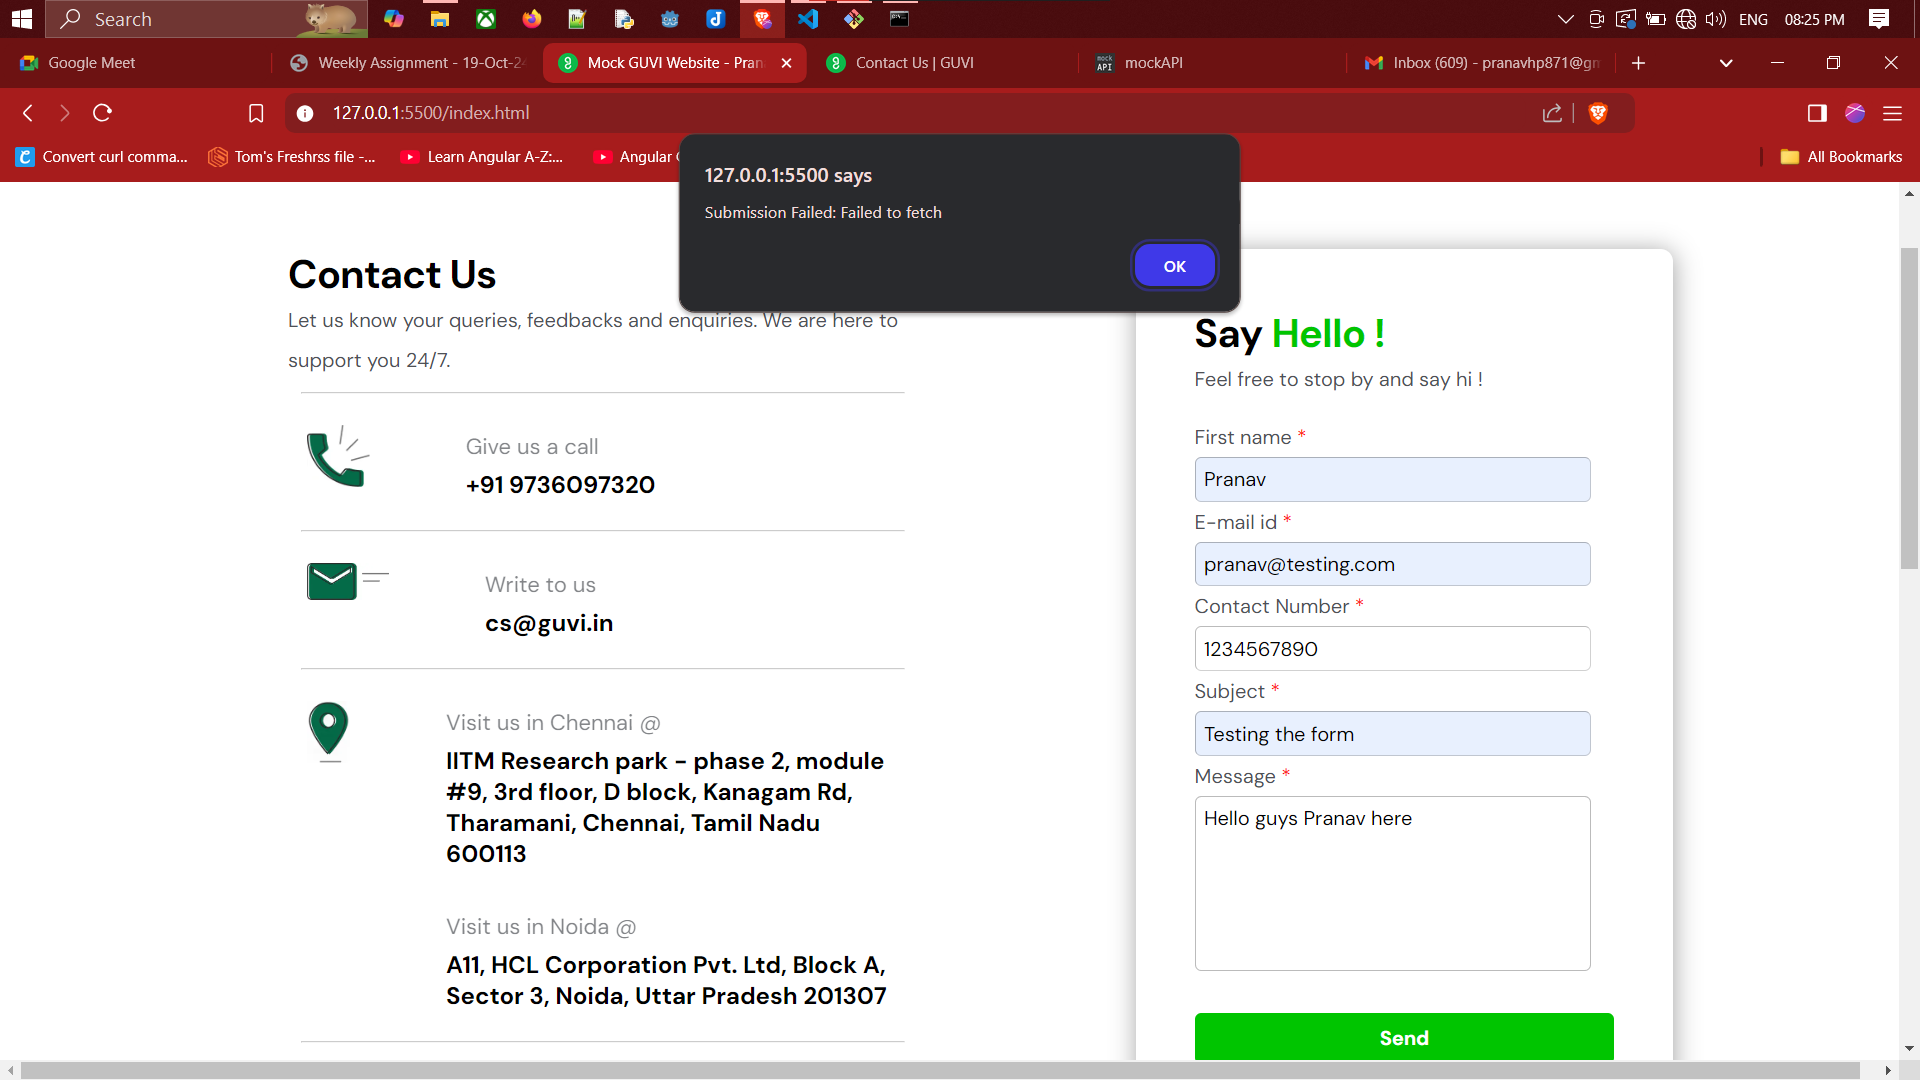 Search
ENG
08:25 PM
Google Meet
Weekly Assignment - 19-Oct-24
Mock GUVI Website - Pran
Contact Us | GUVI
mock
API
mockAPI
Inbox (609) - pranavhp871@gm
127.0.0.1:5500/index.html
Convert curl comma...
Tom's Freshrss file -...
Learn Angular A-Z:...
Angular
All Bookmarks
127.0.0.1:5500 says
Submission Failed: Failed to fetch
OK
Contact Us
Let us know your queries, feedbacks and enquiries. We are here to
support you 24/7.
Give us a call
+91 9736097320
Write to us
cs@guvi.in
Visit us in Chennai @
IITM Research park - phase 2, module
#9, 3rd floor, D block, Kanagam Rd,
Tharamani, Chennai, Tamil Nadu
600113
Visit us in Noida @
A11, HCL Corporation Pvt. Ltd, Block A,
Sector 3, Noida, Uttar Pradesh 201307
Say Hello !
Feel free to stop by and say hi !
First name *
Pranav
E-mail id *
pranav@testing.com
Contact Number *
1234567890
Subject *
Testing the form
Message *
Hello guys Pranav here
Send